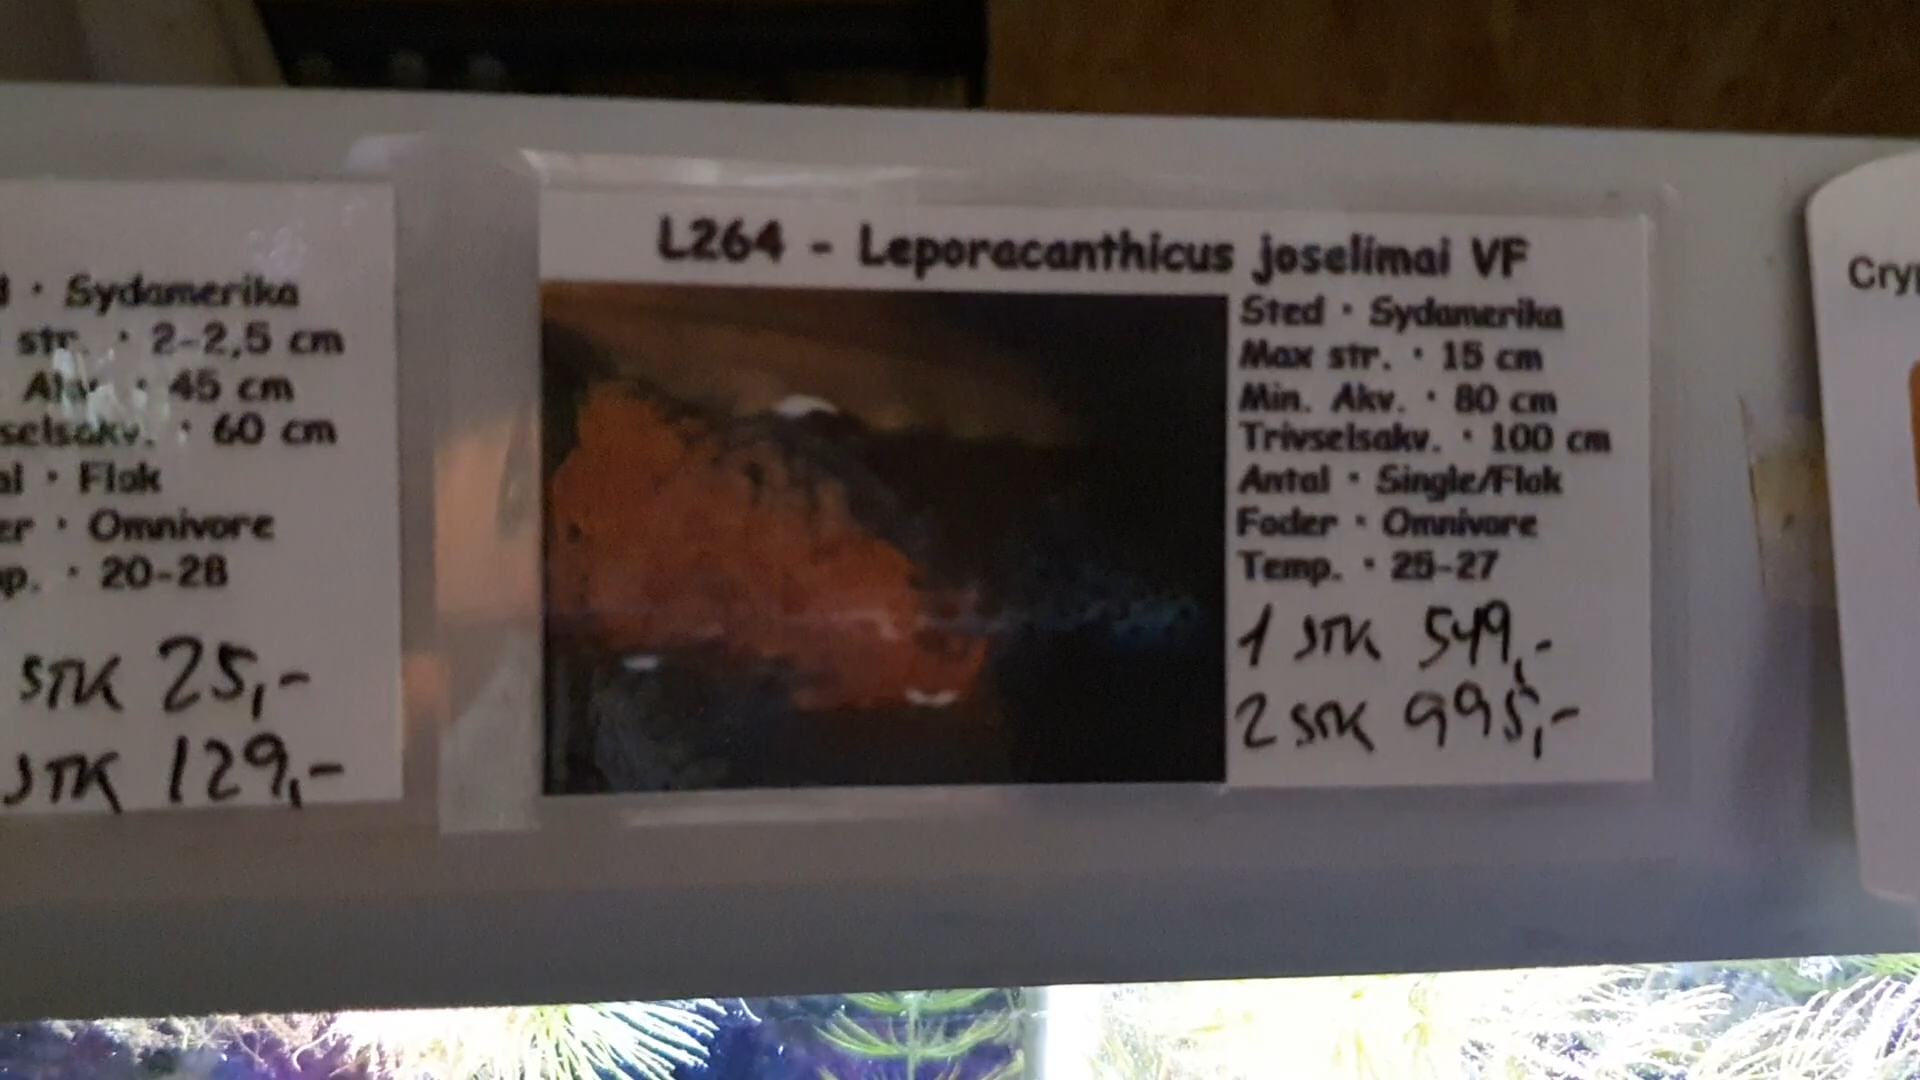 · Sydamerika
str. · 2-2,5 cm
· 45 cm
· 60 cm
· Flok
· Omnivore
· 20-28
STK 25,-
STK 129,-
L264 - Leporacanthicus joselimai VF
Sted · Sydamerika
Max str. · 15 cm
Min. Akv. · 80 cm
Trivselsakv. · 100 cm
Antal · Single/Flok
Foder · Omnivore
Temp. · 25-27
1 STK 549,-
2 STK 995,-